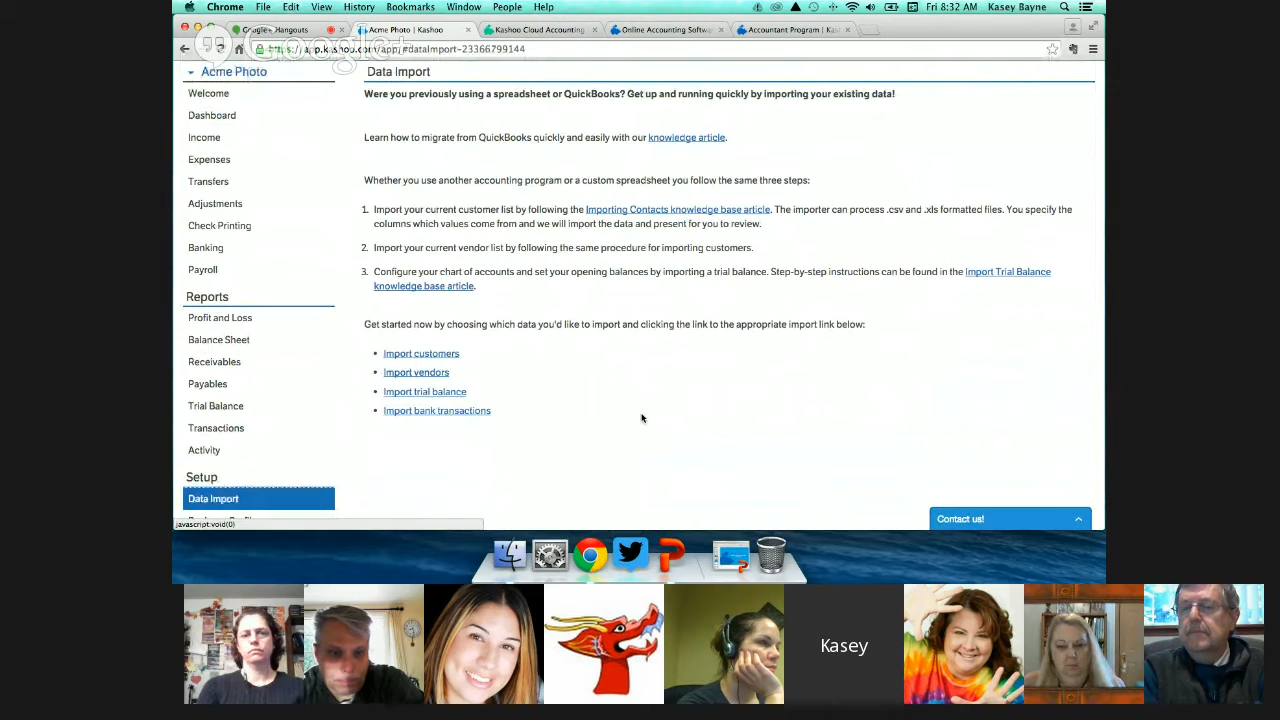 Chrome File Edit View History Bookmarks Window People Help Fri 8:32 AM Kasey Bayne
Google+ Hangouts Acme Photo | Kashoo Kashoo Cloud Accounting Online Accounting Softwa Accountant Program | Kas
Google+
Acme Photo
Welcome
Dashboard
Income
Expenses
Transfers
Adjustments
Check Printing
Banking
Payroll
Reports
Profit and Loss
Balance Sheet
Receivables
Payables
Trial Balance
Transactions
Activity
Setup
Data Import
javascript:void(0)
Data Import
Were you previously using a spreadsheet or QuickBooks? Get up and running quickly by importing your existing data!
Learn how to migrate from QuickBooks quickly and easily with our knowledge article.
Whether you use another accounting program or a custom spreadsheet you follow the same three steps:
1. Import your current customer list by following the Importing Contacts knowledge base article. The importer can process .csv and .xls formatted files. You specify the
columns which values come from and we will import the data and present for you to review.
2. Import your current vendor list by following the same procedure for importing customers.
3. Configure your chart of accounts and set your opening balances by importing a trial balance. Step-by-step instructions can be found in the Import Trial Balance
knowledge base article.
Get started now by choosing which data you'd like to import and clicking the link to the appropriate import link below:
• Import customers
• Import vendors
• Import trial balance
• Import bank transactions
Contact us!
Kasey